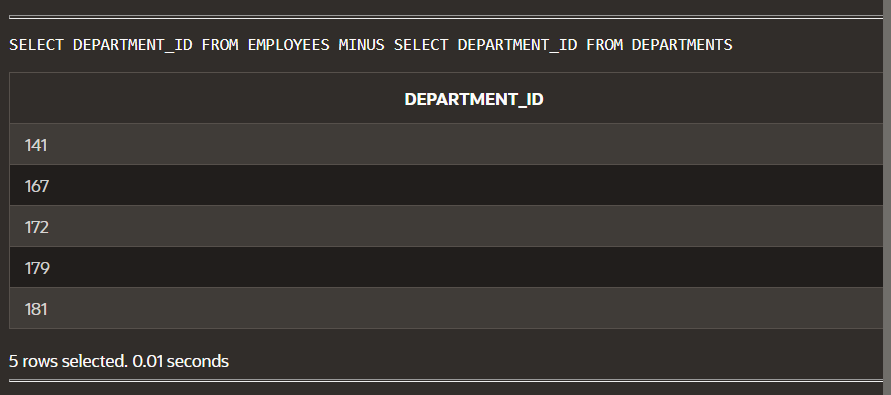 SELECT DEPARTMENT_ID FROM EMPLOYEES MINUS SELECT DEPARTMENT_ID FROM DEPARTMENTS
DEPARTMENT_ID
141
167
172
179
181
5 rows selected. 0.01 seconds